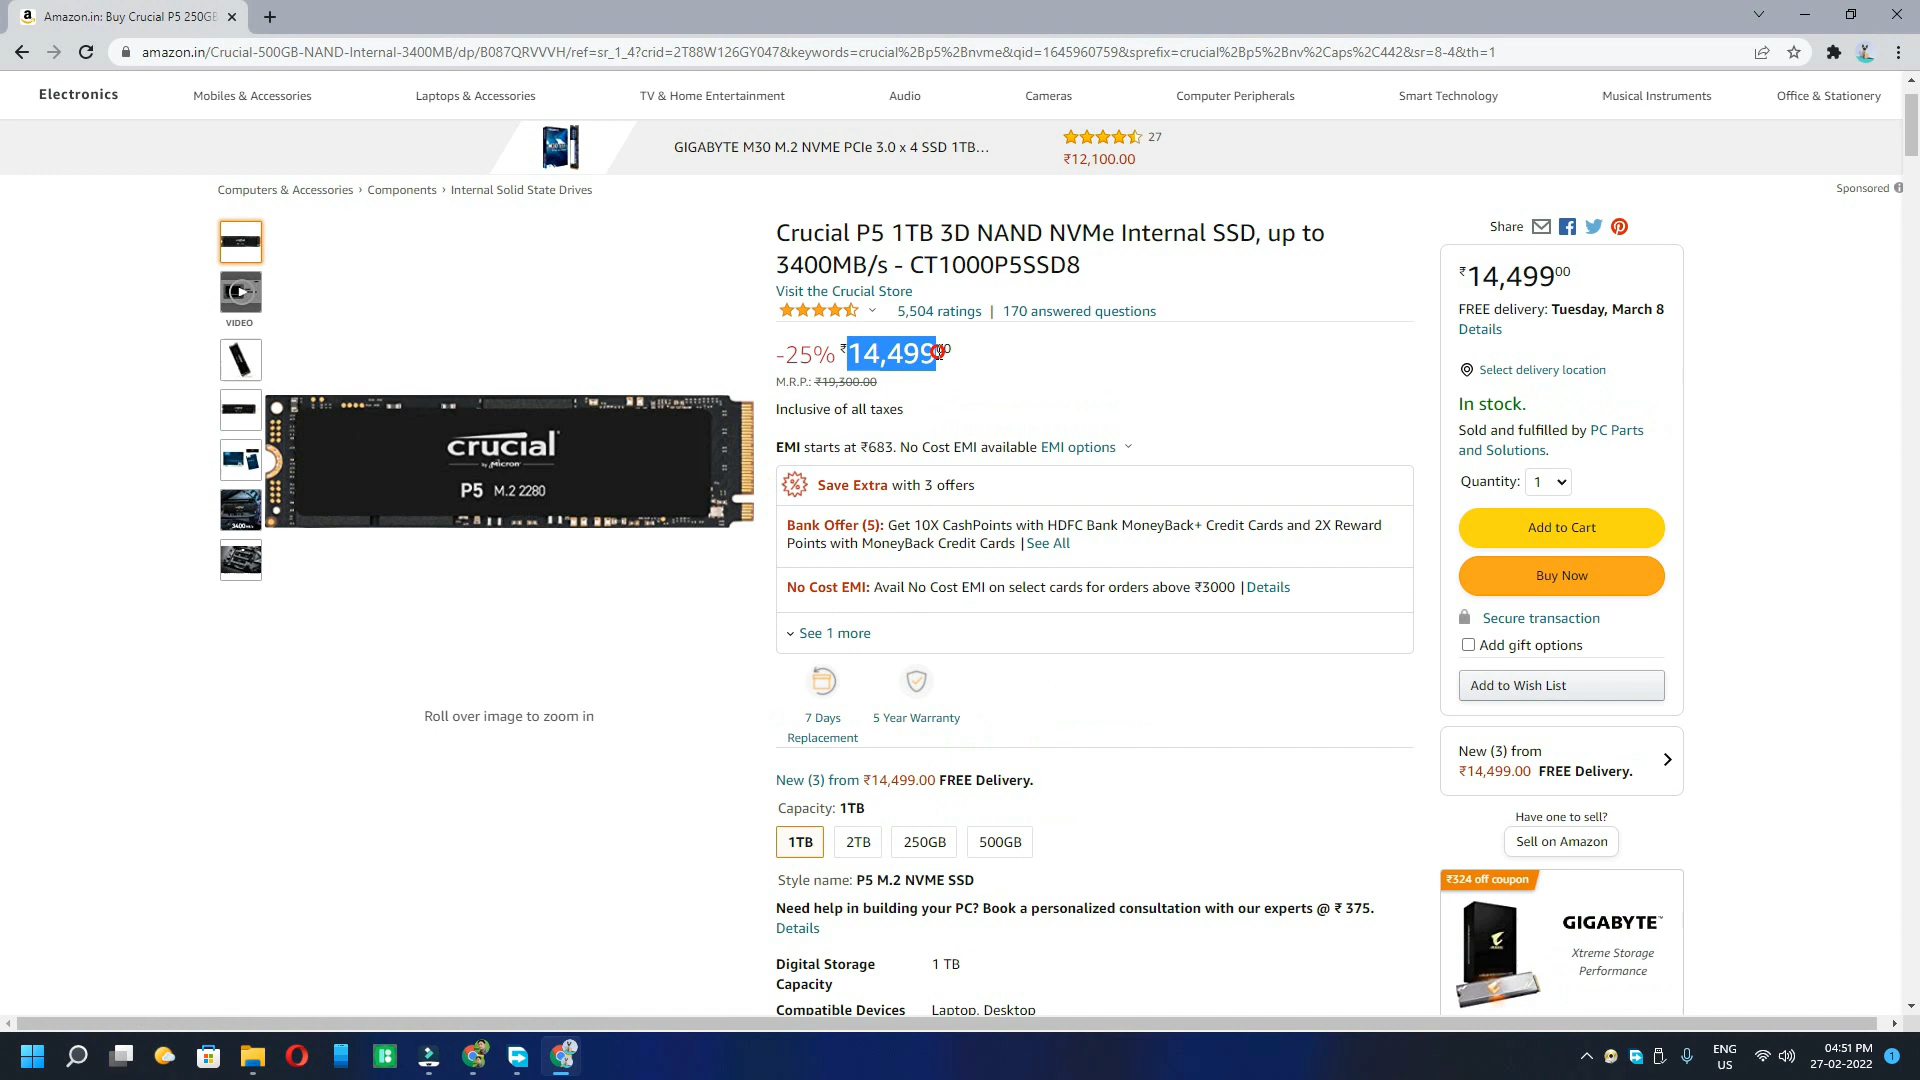 Amazon.in: Buy Crucial P5 250GB
amazon.in/Crucial-500GB-NAND-Internal-3400MB/dp/B087QRVVVH/ref=sr_1_4?crid=2T88W126GY047&keywords=crucial%2Bp5%2Bnvme&qid=1645960759&sprefix=crucial%2Bp5%2Bnv%2Caps%2C442&sr=8-4&th=1
Electronics
Mobiles & Accessories
Laptops & Accessories
TV & Home Entertainment
Audio
Cameras
Computer Peripherals
Smart Technology
Musical Instruments
Office & Stationery
GIGABYTE M30 M.2 NVME PCIe 3.0 x 4 SSD 1TB...
27
₹12,100.00
Computers & Accessories › Components › Internal Solid State Drives
Sponsored
VIDEO
crucial
by Micron
P5 M.2 2280
Roll over image to zoom in
Crucial P5 1TB 3D NAND NVMe Internal SSD, up to
3400MB/s - CT1000P5SSD8
Visit the Crucial Store
5,504 ratings | 170 answered questions
-25% ₹14,499
M.R.P.: ₹19,300.00
Inclusive of all taxes
EMI starts at ₹683. No Cost EMI available EMI options
Save Extra with 3 offers
Bank Offer (5): Get 10X CashPoints with HDFC Bank MoneyBack+ Credit Cards and 2X Reward
Points with MoneyBack Credit Cards | See All
No Cost EMI: Avail No Cost EMI on select cards for orders above ₹3000 | Details
See 1 more
7 Days
Replacement
5 Year Warranty
New (3) from ₹14,499.00 FREE Delivery.
Capacity: 1TB
1TB
2TB
250GB
500GB
Style name: P5 M.2 NVME SSD
Need help in building your PC? Book a personalized consultation with our experts @ ₹ 375.
Details
Digital Storage
Capacity
1 TB
Compatible Devices
Laptop, Desktop
Share
₹14,49900
FREE delivery: Tuesday, March 8
Details
Select delivery location
In stock.
Sold and fulfilled by PC Parts
and Solutions.
Quantity: 1
Add to Cart
Buy Now
Secure transaction
Add gift options
Add to Wish List
New (3) from
₹14,499.00 FREE Delivery.
Have one to sell?
Sell on Amazon
₹324 off coupon
GIGABYTE™
Xtreme Storage
Performance
ENG
US
04:51 PM
27-02-2022
1